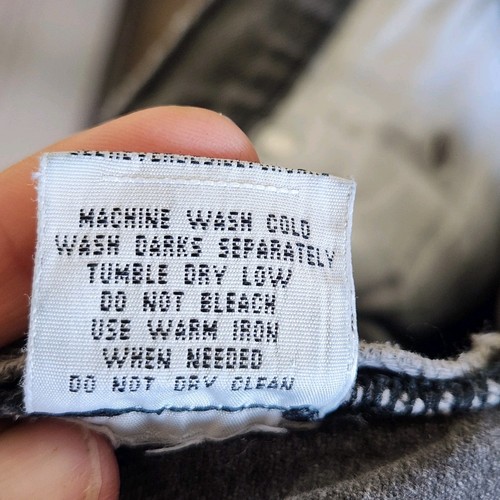 MACHINE WASH COLD
WASH DARKS SEPARATELY
TUMBLE DRY LOW
DO NOT BLEACH
USE WARM IRON
WHEN NEEDED
DO NOT DRY CLEAN